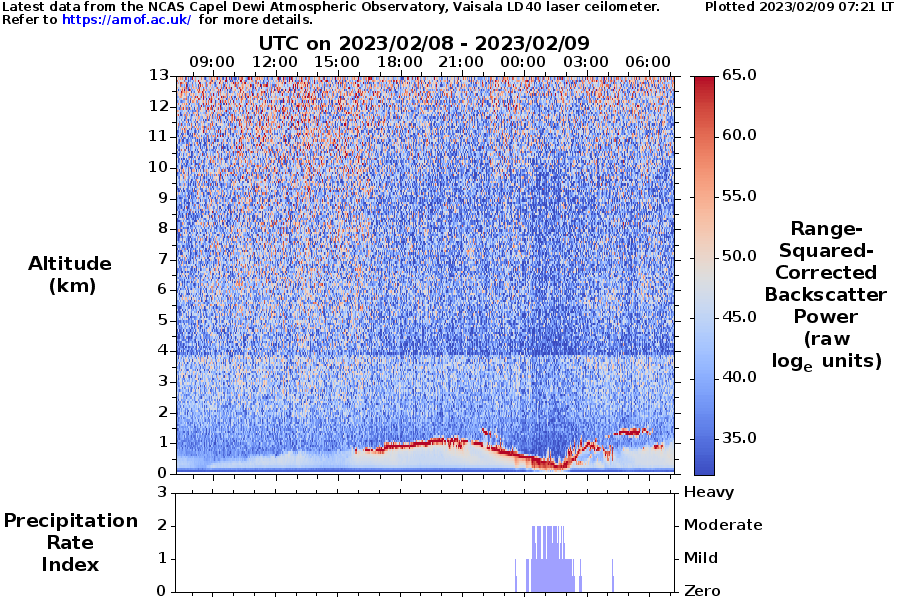 Latest data from the NCAS Capel Dewi Atmospheric Observatory, Vaisala LD40 laser ceilometer. Plotted 2023/02/09 07:21 LT
Refer to https://amof.ac.uk/ for more details.
UTC on 2023/02/08 - 2023/02/09
09:00 12:00 15:00 18:00 21:00 00:00 03:00 06:00
13
12
11
10
9
8
7
6
5
4
3
2
1
0
Altitude
(km)
65.0
60.0
55.0
50.0
45.0
40.0
35.0
Range-
Squared-
Corrected
Backscatter
Power
(raw
loge units)
3
2
1
0
Precipitation
Rate
Index
Heavy
Moderate
Mild
Zero